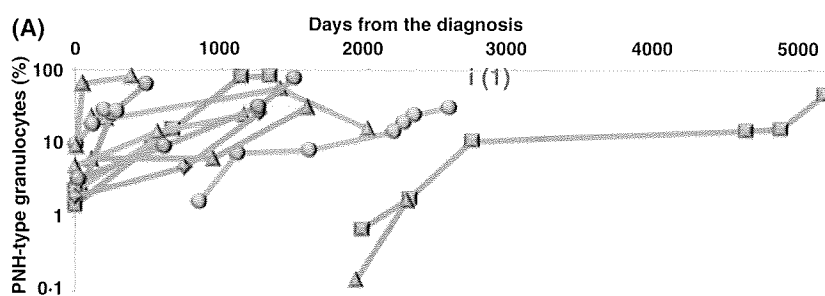 (A)
Days from the diagnosis
0 1000 2000 3000 4000 5000
i (1)
PNH-type granulocytes (%)
100
10
1
0·1